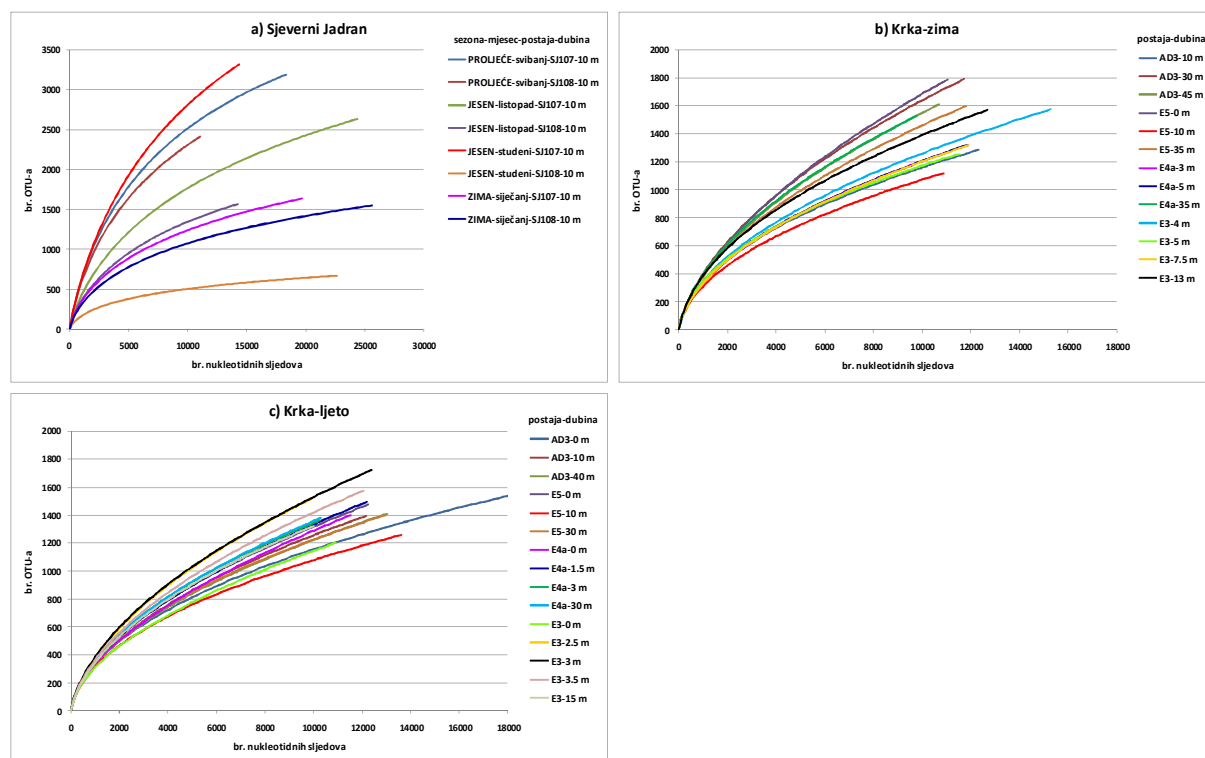 a) Sjeverni Jadran
sezona-mjesec-postaja-dubina
PROLJEĆE-svibanj-SJ107-10 m
PROLJEĆE-svibanj-SJ108-10 m
JESEN-listopad-SJ107-10 m
JESEN-listopad-SJ108-10 m
JESEN-studeni-SJ107-10 m
JESEN-studeni-SJ108-10 m
ZIMA-siječanj-SJ107-10 m
ZIMA-siječanj-SJ108-10 m
br. OTU-a
3500
3000
2500
2000
1500
1000
500
0
0 5000 10000 15000 20000 25000 30000
br. nukleotidnih sljedova
b) Krka-zima
postaja-dubina
AD3-10 m
AD3-30 m
AD3-45 m
E5-0 m
E5-10 m
E5-35 m
E4a-3 m
E4a-5 m
E4a-35 m
E3-4 m
E3-5 m
E3-7.5 m
E3-13 m
br. OTU-a
2000
1800
1600
1400
1200
1000
800
600
400
200
0
0 2000 4000 6000 8000 10000 12000 14000 16000 18000
br. nukleotidnih sljedova
c) Krka-ljeto
postaja-dubina
AD3-0 m
AD3-10 m
AD3-40 m
E5-0 m
E5-10 m
E5-30 m
E4a-0 m
E4a-1.5 m
E4a-3 m
E4a-30 m
E3-0 m
E3-2.5 m
E3-3 m
E3-3.5 m
E3-15 m
br. OTU-a
2000
1800
1600
1400
1200
1000
800
600
400
200
0
0 2000 4000 6000 8000 10000 12000 14000 16000 18000
br. nukleotidnih sljedova